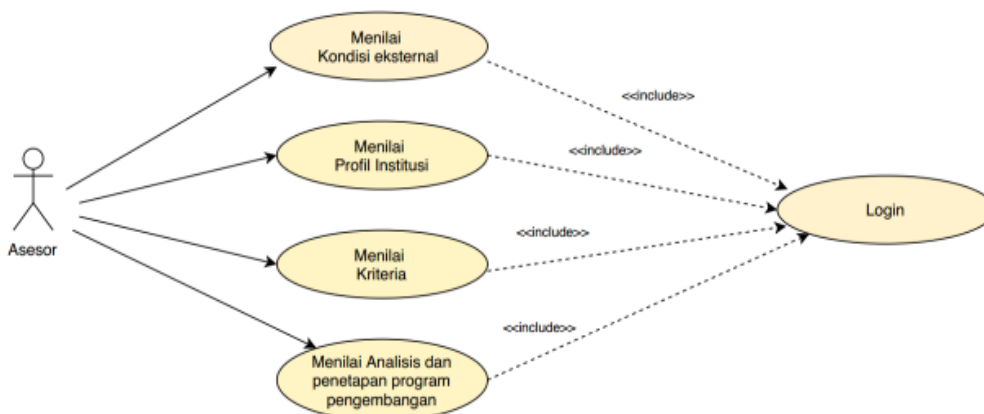 Menilai
Kondisi eksternal
<<include>>
Menilai
Profil Institusi
<<include>>
Asesor
Login
Menilai
Kriteria
<<include>>
<<include>>
Menilai Analisis dan
penetapan program
pengembangan